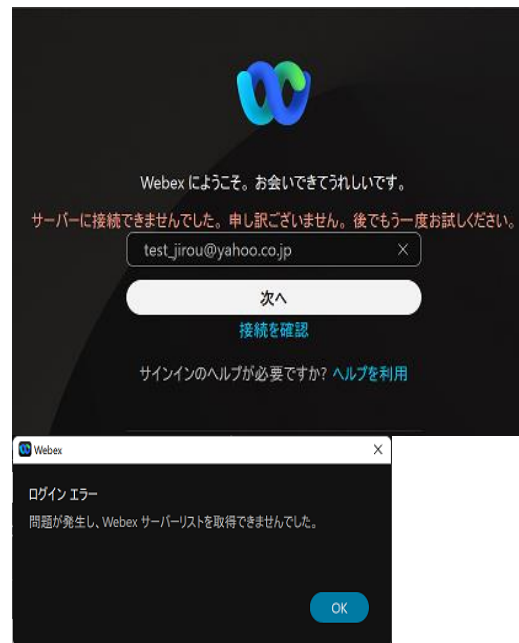 Webex にようこそ。お会いできてうれしいです。
サーバーに接続できませんでした。申し訳ございません。後でもう一度お試しください。
test_jirou@yahoo.co.jp
次へ
接続を確認
サインインのヘルプが必要ですか? ヘルプを利用
Webex
ログイン エラー
問題が発生し、Webex サーバーリストを取得できませんでした。
OK